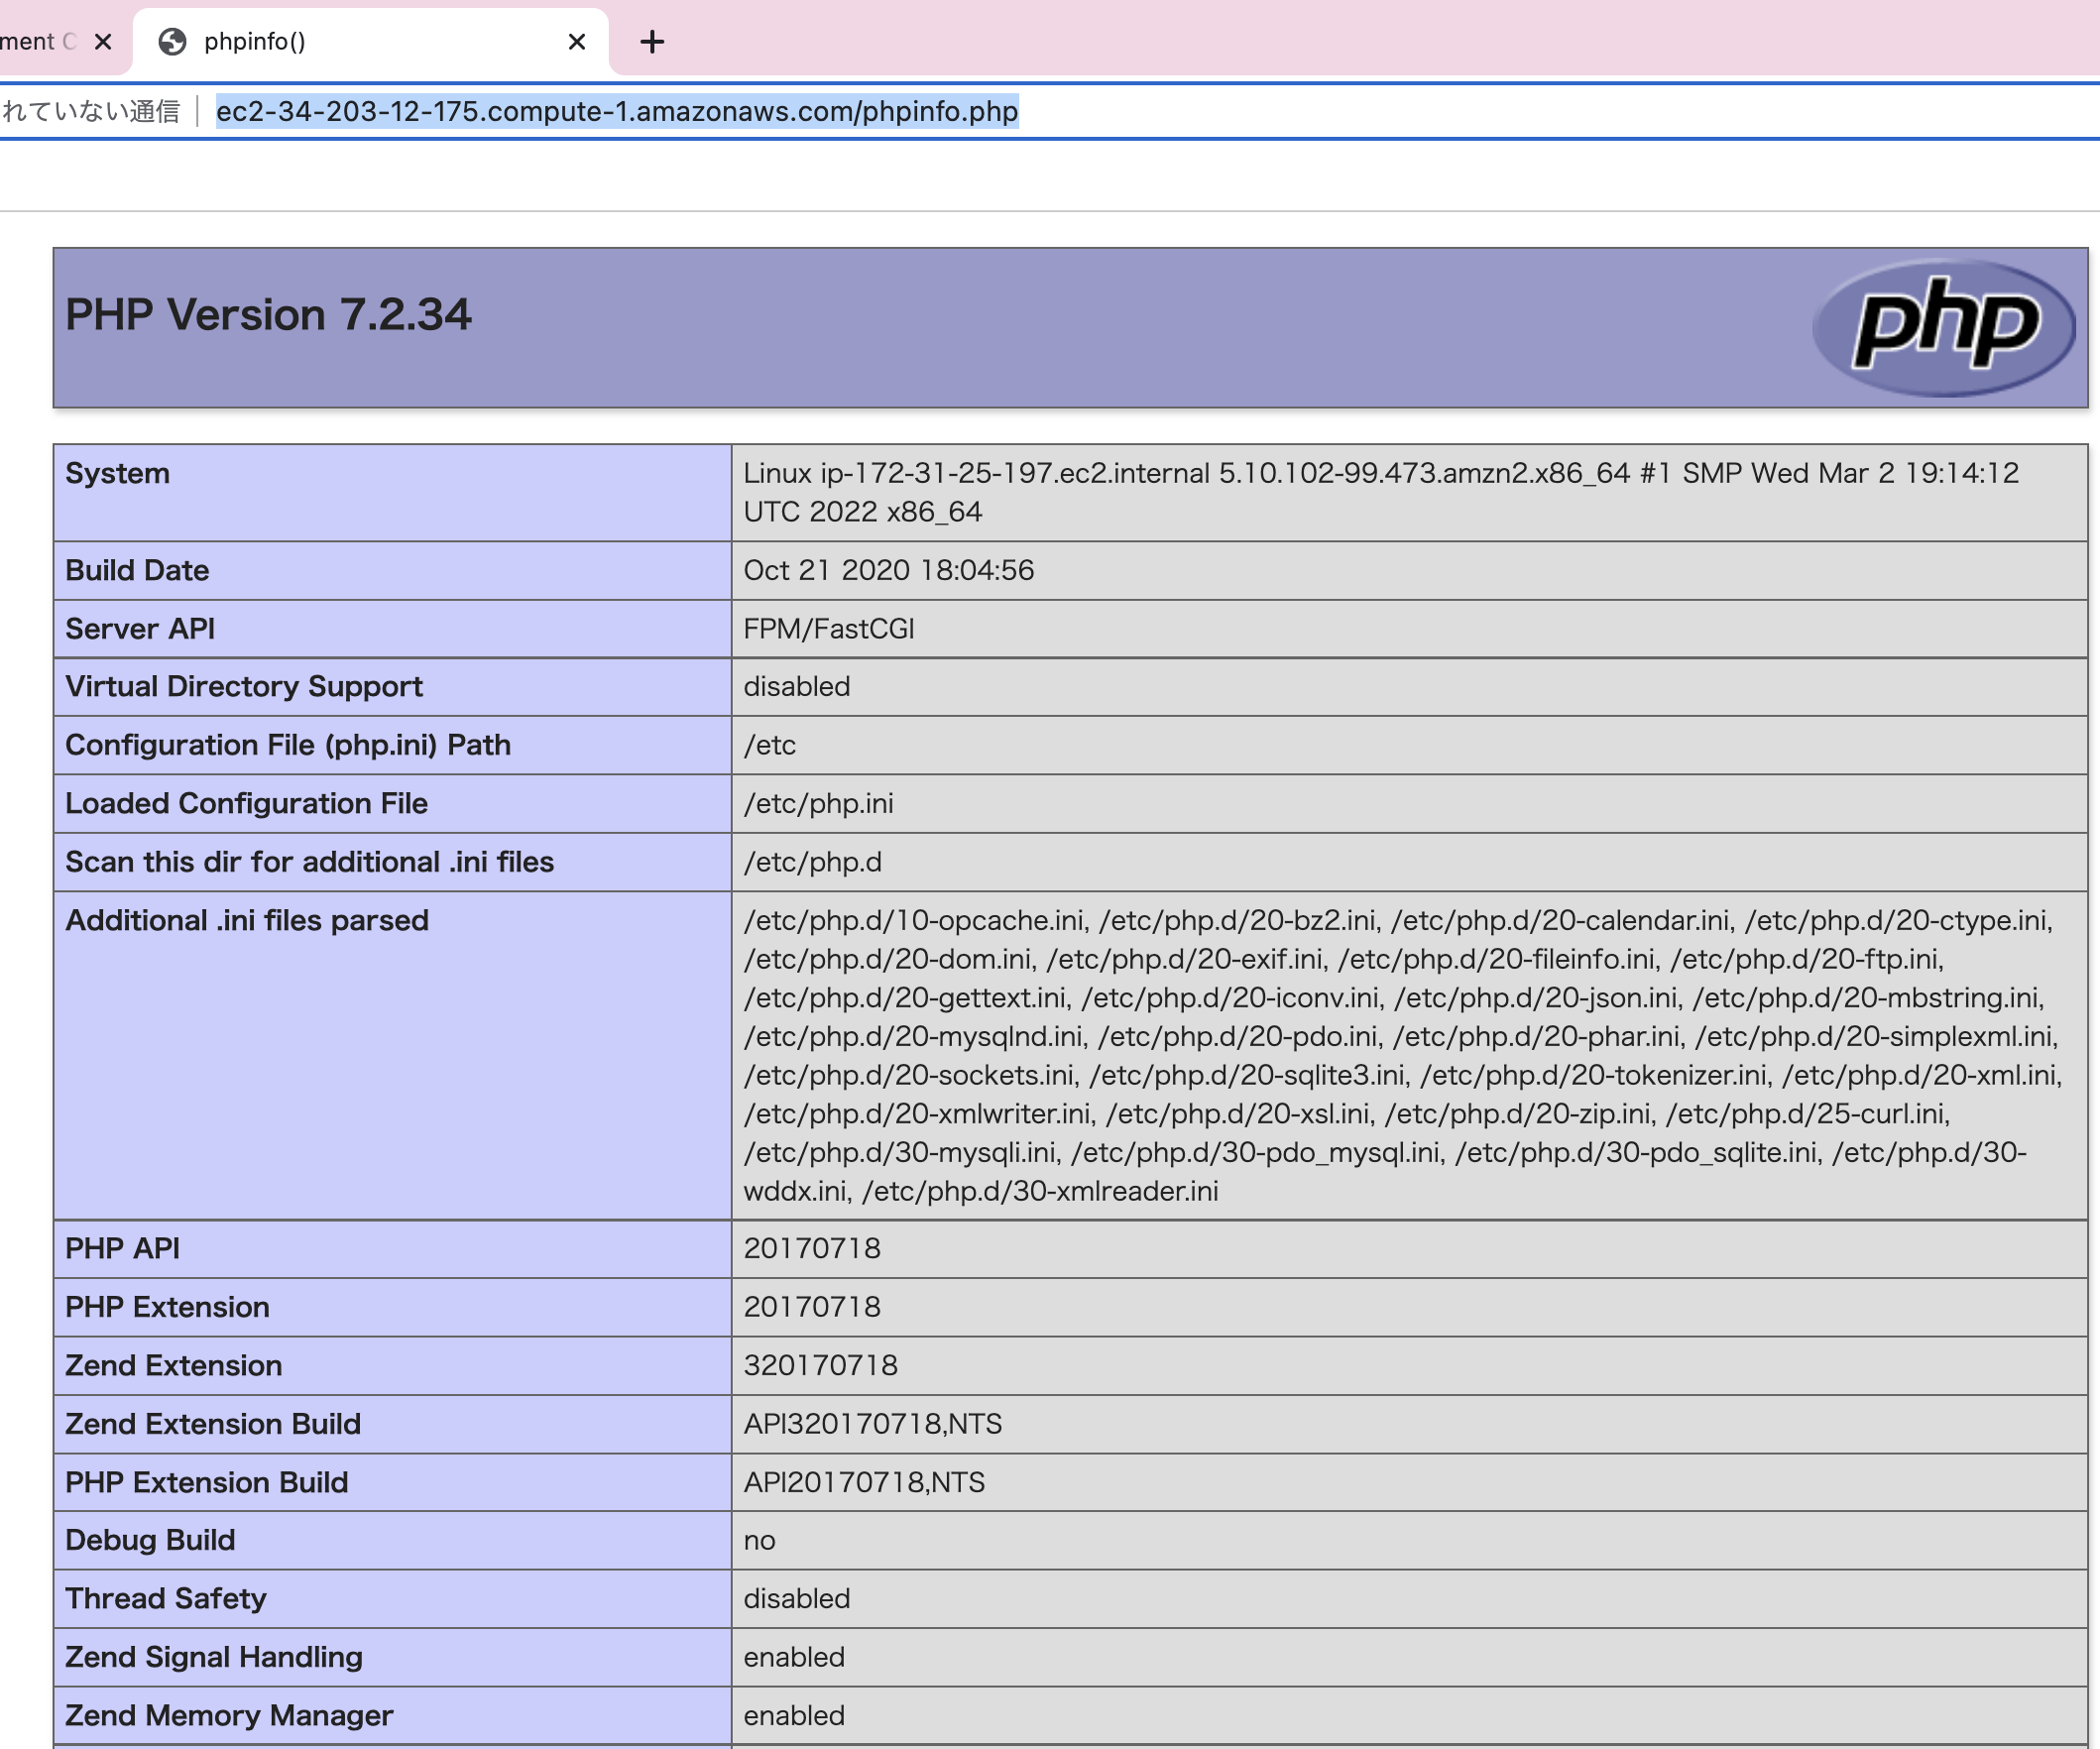 ment C
phpinfo()
れていない通信
ec2-34-203-12-175.compute-1.amazonaws.com/phpinfo.php
PHP Version 7.2.34
php
System
Linux ip-172-31-25-197.ec2.internal 5.10.102-99.473.amzn2.x86_64 #1 SMP Wed Mar 2 19:14:12
UTC 2022 x86_64
Build Date
Oct 21 2020 18:04:56
Server API
FPM/FastCGI
Virtual Directory Support
disabled
Configuration File (php.ini) Path
/etc
Loaded Configuration File
/etc/php.ini
Scan this dir for additional .ini files
/etc/php.d
Additional .ini files parsed
/etc/php.d/10-opcache.ini, /etc/php.d/20-bz2.ini, /etc/php.d/20-calendar.ini, /etc/php.d/20-ctype.ini,
/etc/php.d/20-dom.ini, /etc/php.d/20-exif.ini, /etc/php.d/20-fileinfo.ini, /etc/php.d/20-ftp.ini,
/etc/php.d/20-gettext.ini, /etc/php.d/20-iconv.ini, /etc/php.d/20-json.ini, /etc/php.d/20-mbstring.ini,
/etc/php.d/20-mysqlnd.ini, /etc/php.d/20-pdo.ini, /etc/php.d/20-phar.ini, /etc/php.d/20-simplexml.ini,
/etc/php.d/20-sockets.ini, /etc/php.d/20-sqlite3.ini, /etc/php.d/20-tokenizer.ini, /etc/php.d/20-xml.ini,
/etc/php.d/20-xmlwriter.ini, /etc/php.d/20-xsl.ini, /etc/php.d/20-zip.ini, /etc/php.d/25-curl.ini,
/etc/php.d/30-mysqli.ini, /etc/php.d/30-pdo_mysql.ini, /etc/php.d/30-pdo_sqlite.ini, /etc/php.d/30-
wddx.ini, /etc/php.d/30-xmlreader.ini
PHP API
20170718
PHP Extension
20170718
Zend Extension
320170718
Zend Extension Build
API320170718,NTS
PHP Extension Build
API20170718,NTS
Debug Build
no
Thread Safety
disabled
Zend Signal Handling
enabled
Zend Memory Manager
enabled